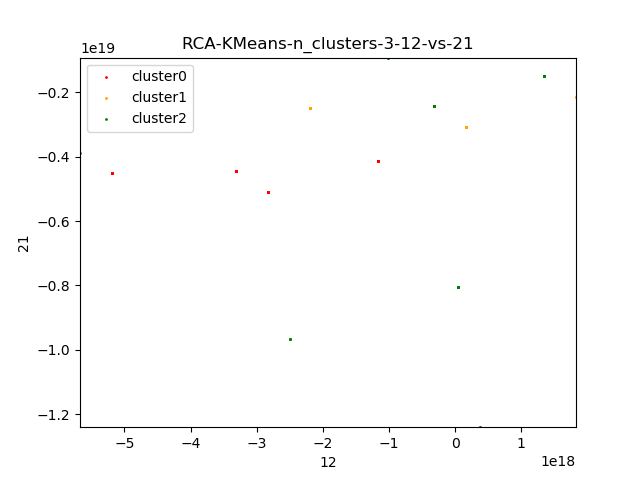 RCA-KMeans-n_clusters-3-12-vs-21
1e19
cluster0
cluster1
cluster2
−0.2
−0.4
−0.6
−0.8
−1.0
−1.2
21
−5
−4
−3
−2
−1
0
1
12
1e18